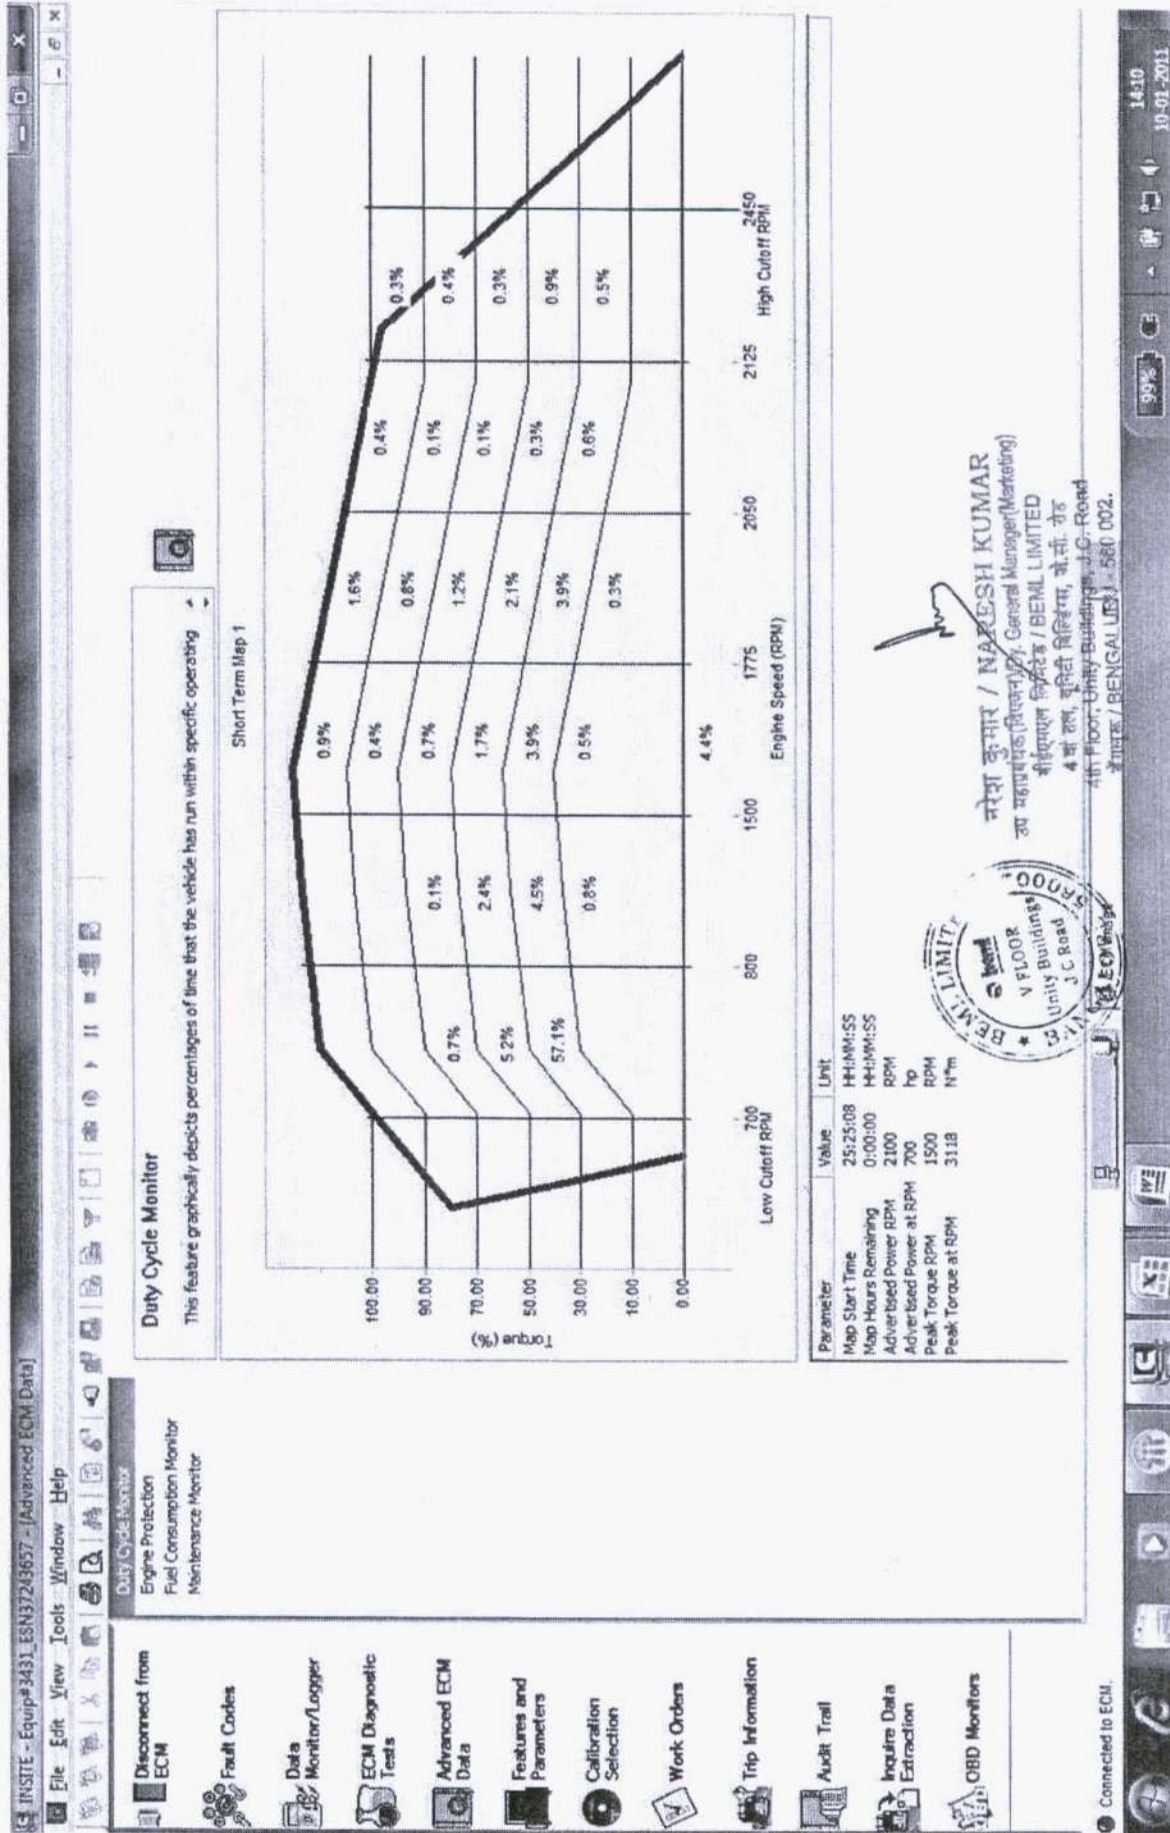 INSITE - Equip#3431_ESN37243657 - [Advanced ECM Data]
File Edit View Tools Window Help
Disconnect from
ECM
Fault Codes
Data
Monitor/Logger
ECM Diagnostic
Tests
Advanced ECM
Data
Features and
Parameters
Calibration
Selection
Work Orders
Trip Information
Audit Trail
Inquire Data
Extraction
OBD Monitors
Duty Cycle Monitor
Engine Protection
Fuel Consumption Monitor
Maintenance Monitor
Duty Cycle Monitor
This feature graphically depicts percentages of time that the vehicle has run within specific operating
Short Term Map 1
Torque (%)
100.00
90.00
70.00
50.00
30.00
10.00
0.00
0.9%
1.6%
0.4%
0.3%
0.4%
0.8%
0.1%
0.4%
0.1%
0.7%
1.2%
0.1%
0.3%
0.7%
2.4%
1.7%
2.1%
0.3%
0.9%
5.2%
4.5%
3.9%
3.9%
0.6%
0.5%
57.1%
0.8%
0.5%
0.3%
4.4%
700 800 1500 1775 2050 2125 2450
Low Cutoff RPM
High Cutoff RPM
Engine Speed (RPM)
Parameter Value Unit
Map Start Time 25:25:08 HH:MM:SS
Map Hours Remaining 0:00:00 HH:MM:SS
Advertised Power RPM 2100 RPM
Advertised Power at RPM 700 hp
Peak Torque RPM 1500 RPM
Peak Torque at RPM 3118 N*m
BEML LIMIT
beml
V FLOOR
Unity Buildings
J C Road
नरेश कुमार / NARESH KUMAR
उप महाप्रबंधक(विपणन)/Dy. General Manager(Marketing)
बीईएमएल लिमिटेड / BEML LIMITED
4 वां तल, यूनिटी बिल्डिंग्स, जे.सी. रोड
4th Floor, Unity Buildings, J.C. Road
/ BENGALURU - 560 002.
Connected to ECM.
99%
14:10
10-01-2011